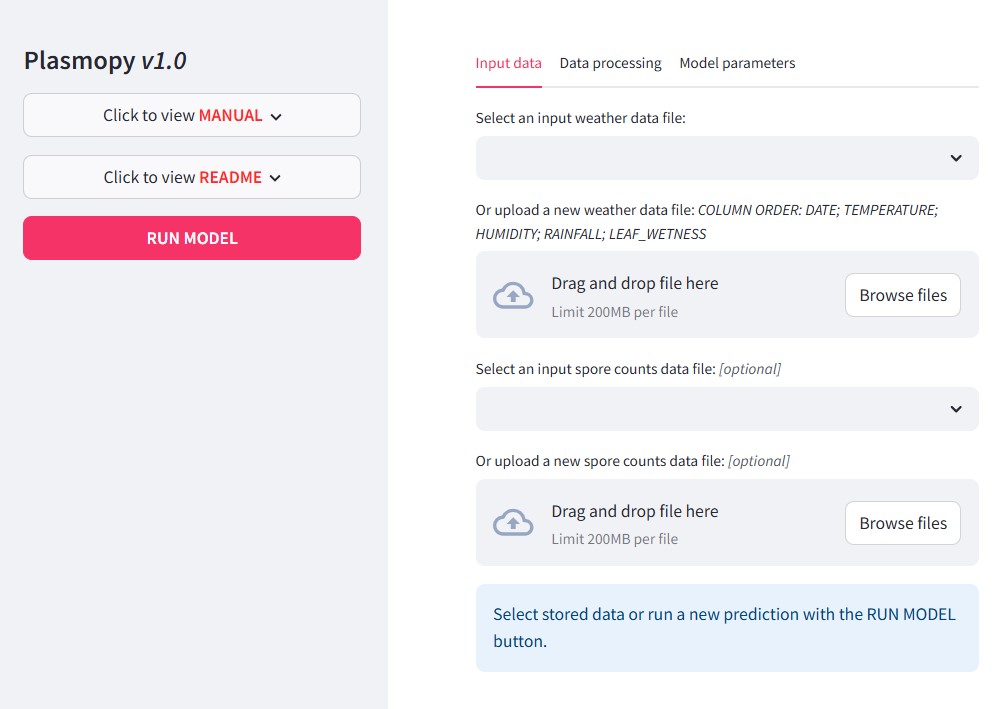 Plasmopy v1.0
Click to view MANUAL
Click to view README
RUN MODEL
Input data
Data processing
Model parameters
Select an input weather data file:
Or upload a new weather data file: COLUMN ORDER: DATE; TEMPERATURE;
HUMIDITY; RAINFALL; LEAF_WETNESS
Drag and drop file here
Limit 200MB per file
Browse files
Select an input spore counts data file: [optional]
Or upload a new spore counts data file: [optional]
Drag and drop file here
Limit 200MB per file
Browse files
Select stored data or run a new prediction with the RUN MODEL
button.